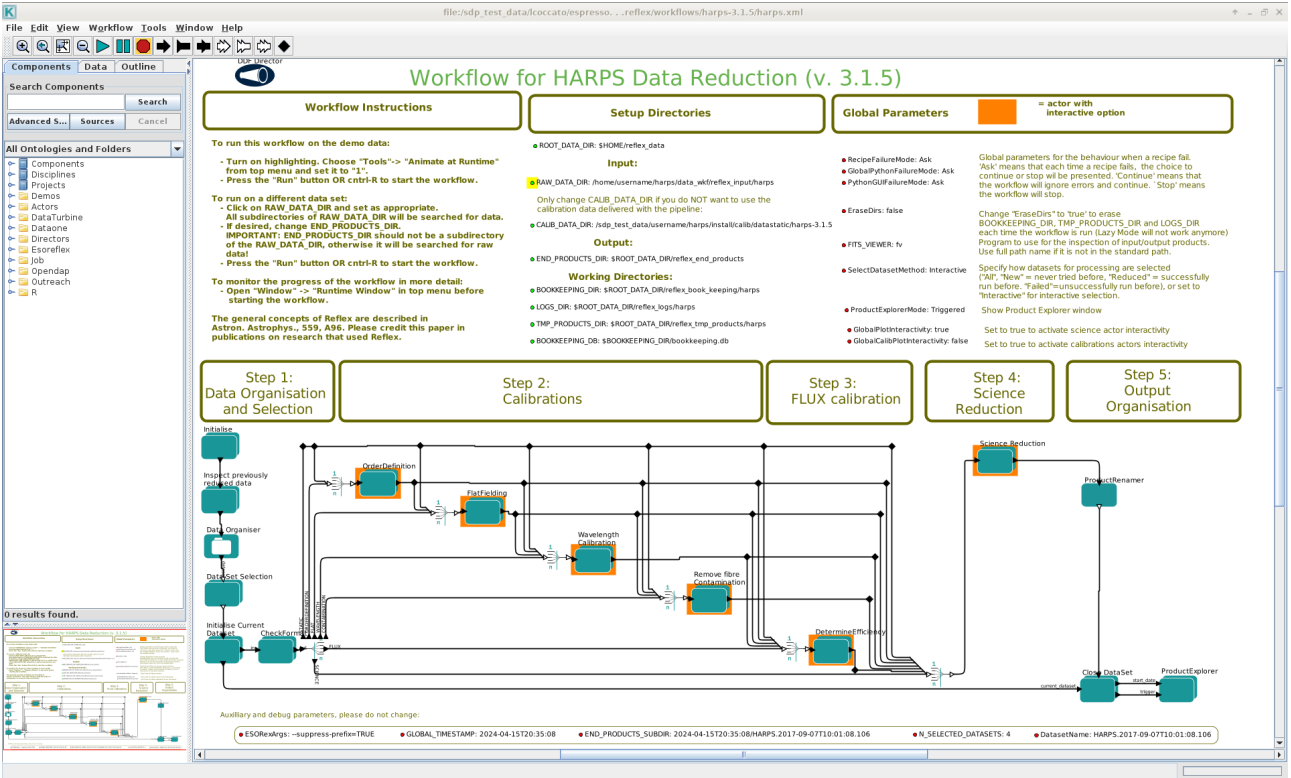 file:/sdp_test_data/lcoccato/espresso. . .reflex/workflows/harps-3.1.5/harps.xml
File Edit View Workflow Tools Window Help
Components Data Outline
Search Components
Search
Advanced S... Sources Cancel
All Ontologies and Folders
Components
Disciplines
Projects
Demos
Actors
DataTurbine
Dataone
Directors
Esoreflex
Job
Opendap
Outreach
R
0 results found.
DDF Director
Workflow for HARPS Data Reduction (v. 3.1.5)
Workflow Instructions
To run this workflow on the demo data:
- Turn on highlighting. Choose "Tools"-> "Animate at Runtime"
from top menu and set it to "1".
- Press the "Run" button OR cntrl-R to start the workflow.
To run on a different data set:
- Click on RAW_DATA_DIR and set as appropriate.
All subdirectories of RAW_DATA_DIR will be searched for data.
- If desired, change END_PRODUCTS_DIR.
IMPORTANT: END_PRODUCTS_DIR should not be a subdirectory
of the RAW_DATA_DIR, otherwise it will be searched for raw
data!
- Press the "Run" button OR cntrl-R to start the workflow.
To monitor the progress of the workflow in more detail:
- Open "Window" -> "Runtime Window" in top menu before
starting the workflow.
The general concepts of Reflex are described in
Astron. Astrophys., 559, A96. Please credit this paper in
publications on research that used Reflex.
Setup Directories
ROOT_DATA_DIR: $HOME/reflex_data
Input:
RAW_DATA_DIR: /home/username/harps/data_wkf/reflex_input/harps
Only change CALIB_DATA_DIR if you do NOT want to use the
calibration data delivered with the pipeline:
CALIB_DATA_DIR: /sdp_test_data/username/harps/install/calib/datastatic/harps-3.1.5
Output:
END_PRODUCTS_DIR: $ROOT_DATA_DIR/reflex_end_products
Working Directories:
BOOKKEEPING_DIR: $ROOT_DATA_DIR/reflex_book_keeping/harps
LOGS_DIR: $ROOT_DATA_DIR/reflex_logs/harps
TMP_PRODUCTS_DIR: $ROOT_DATA_DIR/reflex_tmp_products/harps
BOOKKEEPING_DB: $BOOKKEEPING_DIR/bookkeeping.db
Global Parameters
= actor with
interactive option
RecipeFailureMode: Ask
GlobalPythonFailureMode: Ask
PythonGUIFailureMode: Ask
Global parameters for the behaviour when a recipe fail.
'Ask' means that each time a recipe fails, the choice to
continue or stop wil be presented. 'Continue' means that
the workflow will ignore errors and continue. `Stop' means
the workflow will stop.
EraseDirs: false
Change "EraseDirs" to 'true' to erase
BOOKKEEPING_DIR, TMP_PRODUCTS_DIR and LOGS_DIR
each time the workflow is run (Lazy Mode will not work anymore)
FITS_VIEWER: fv
Program to use for the inspection of input/output products.
Use full path name if it is not in the standard path.
SelectDatasetMethod: Interactive
Specify how datasets for processing are selected
("All", "New" = never tried before, "Reduced" = successfully
run before. "Failed"=unsuccessfully run before), or set to
"Interactive" for interactive selection.
ProductExplorerMode: Triggered
Show Product Explorer window
GlobalPlotInteractivity: true
Set to true to activate science actor interactivity
GlobalCalibPlotInteractivity: false
Set to true to activate calibrations actors interactivity
Step 1:
Data Organisation
and Selection
Step 2:
Calibrations
Step 3:
FLUX calibration
Step 4:
Science
Reduction
Step 5:
Output
Organisation
Initialise
Inspect previously
reduced data
Data Organiser
DataSet Selection
Initialise Current
Dataset
OrderDefinition
FlatFielding
Wavelength
Calibration
Remove fibre
Contamination
DetermineEfficiency
FLUX
SCIENCE
Science Reduction
ProductRenamer
Close DataSet
ProductExplorer
current_dataset
start_date
trigger
Auxilliary and debug parameters, please do not change:
ESORexArgs: --suppress-prefix=TRUE
GLOBAL_TIMESTAMP: 2024-04-15T20:35:08
END_PRODUCTS_SUBDIR: 2024-04-15T20:35:08/HARPS.2017-09-07T10:01:08.106
N_SELECTED_DATASETS: 4
DatasetName: HARPS.2017-09-07T10:01:08.106